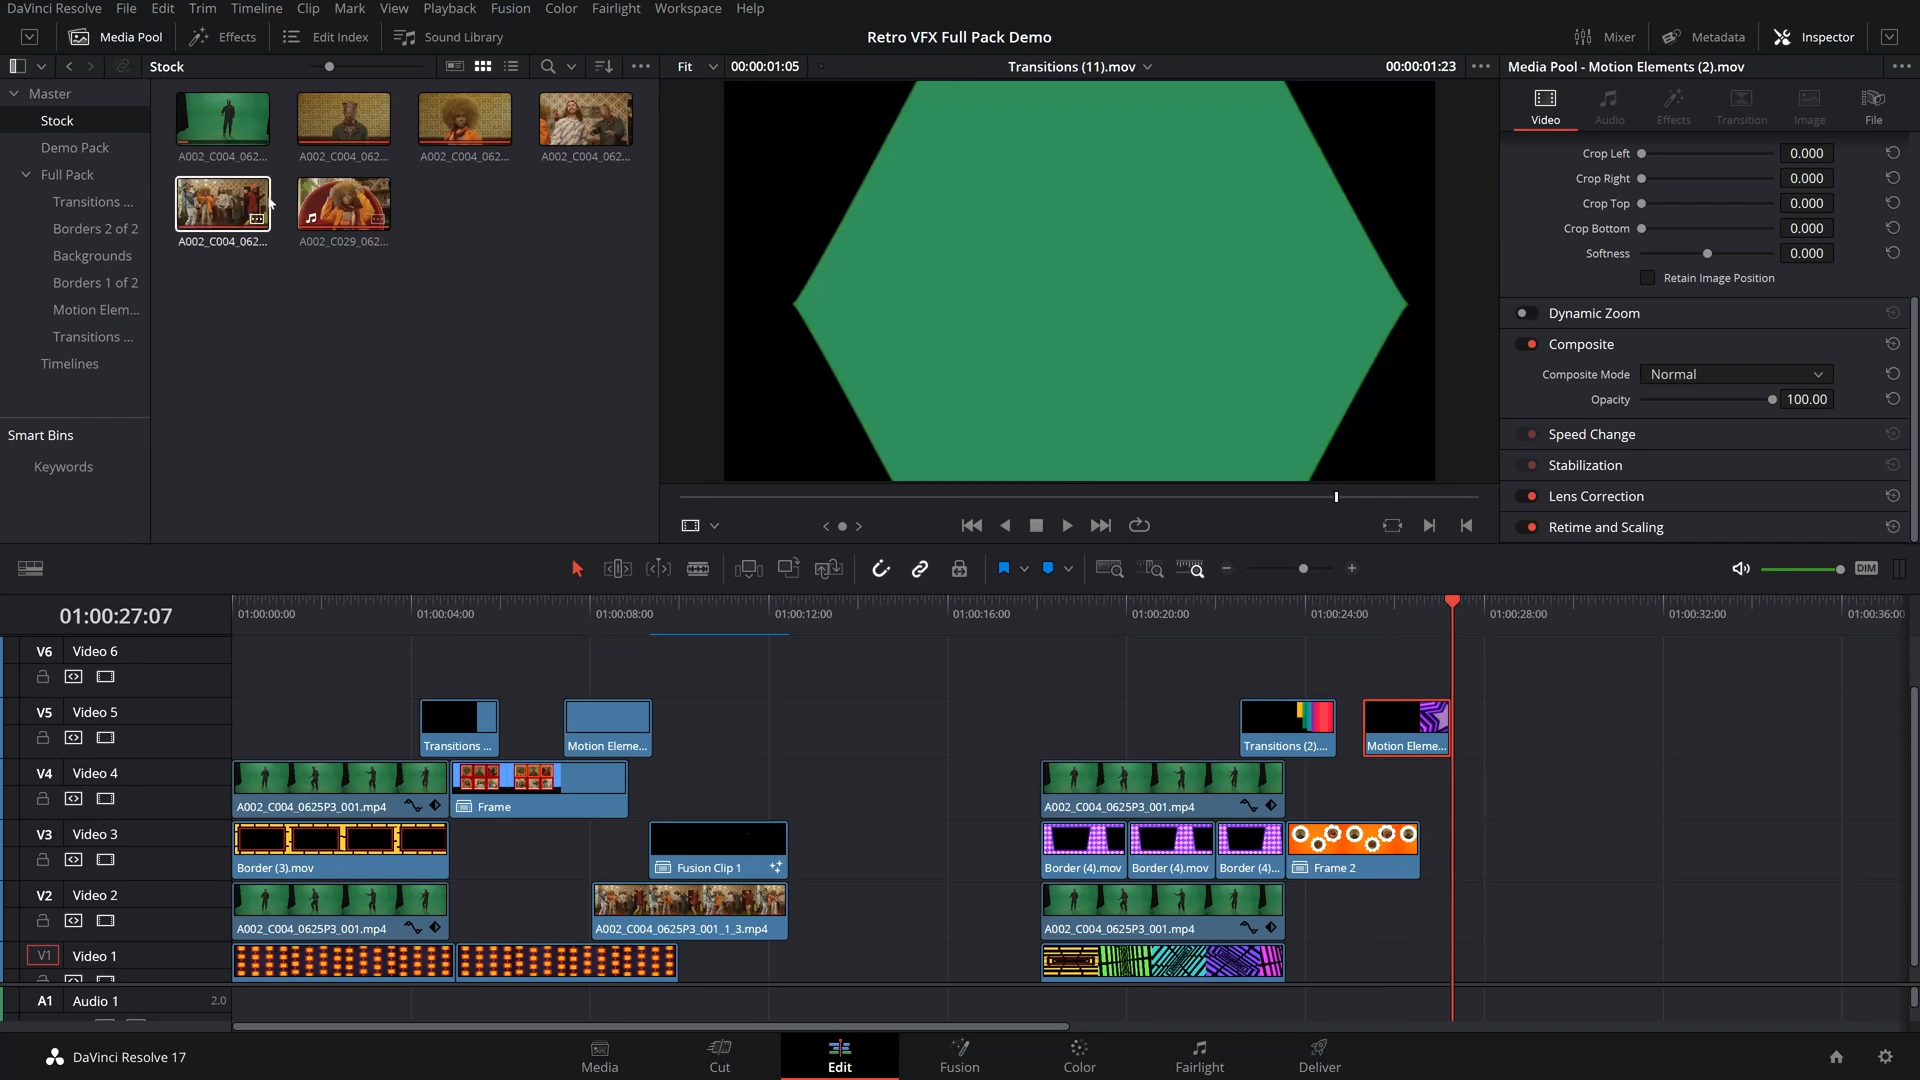 DaVinci Resolve File Edit Trim Timeline Clip Mark View Playback Fusion Color Fairlight Workspace Help
Media Pool Effects Edit Index Sound Library Retro VFX Full Pack Demo Mixer Metadata Inspector
Stock Fit 00:00:01:05 Transitions (11).mov 00:00:01:23 Media Pool - Motion Elements (2).mov
Master
Stock
Demo Pack
Full Pack
Transitions ...
Borders 2 of 2
Backgrounds
Borders 1 of 2
Motion Elem...
Transitions ...
Timelines
Smart Bins
Keywords
A002_C004_062... A002_C004_062... A002_C004_062... A002_C004_062...
A002_C004_062... A002_C029_062...
Video Audio Effects Transition Image File
Crop Left 0.000
Crop Right 0.000
Crop Top 0.000
Crop Bottom 0.000
Softness 0.000
Retain Image Position
Dynamic Zoom
Composite
Composite Mode Normal
Opacity 100.00
Speed Change
Stabilization
Lens Correction
Retime and Scaling
DIM
01:00:27:07 01:00:00:00 01:00:04:00 01:00:08:00 01:00:12:00 01:00:16:00 01:00:20:00 01:00:24:00 01:00:28:00 01:00:32:00 01:00:36:00
V6 Video 6
V5 Video 5
Transitions ... Motion Eleme... Transitions (2).... Motion Eleme...
V4 Video 4
A002_C004_0625P3_001.mp4 Frame A002_C004_0625P3_001.mp4
V3 Video 3
Border (3).mov Fusion Clip 1 Border (4).mov Border (4).mov Border (4)... Frame 2
V2 Video 2
A002_C004_0625P3_001.mp4 A002_C004_0625P3_001_1_3.mp4 A002_C004_0625P3_001.mp4
V1 Video 1
A1 Audio 1 2.0
DaVinci Resolve 17 Media Cut Edit Fusion Color Fairlight Deliver